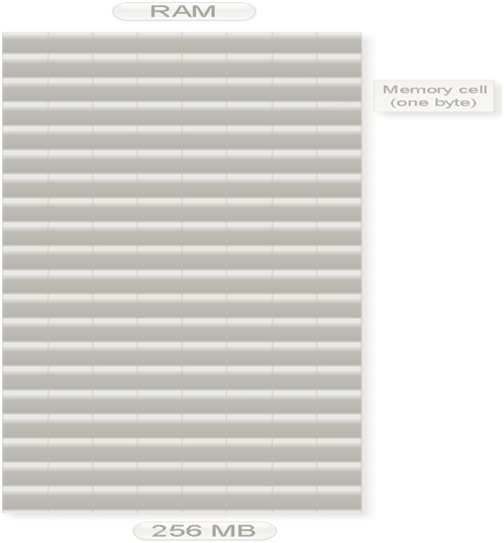 RAM
Memory cell
(one byte)
256 MB